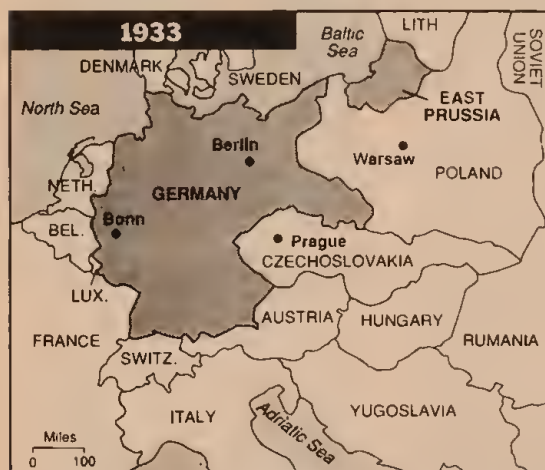 1933
LITH
Baltic
Sea
SOVIET
UNION
DENMARK
SWEDEN
North Sea
EAST
PRUSSIA
Berlin
Warsaw
NETH.
GERMANY
POLAND
Bonn
BEL.
Prague
CZECHOSLOVAKIA
LUX.
AUSTRIA
HUNGARY
FRANCE
RUMANIA
SWITZ.
ITALY
Adriatic Sea
YUGOSLAVIA
Miles
0 100